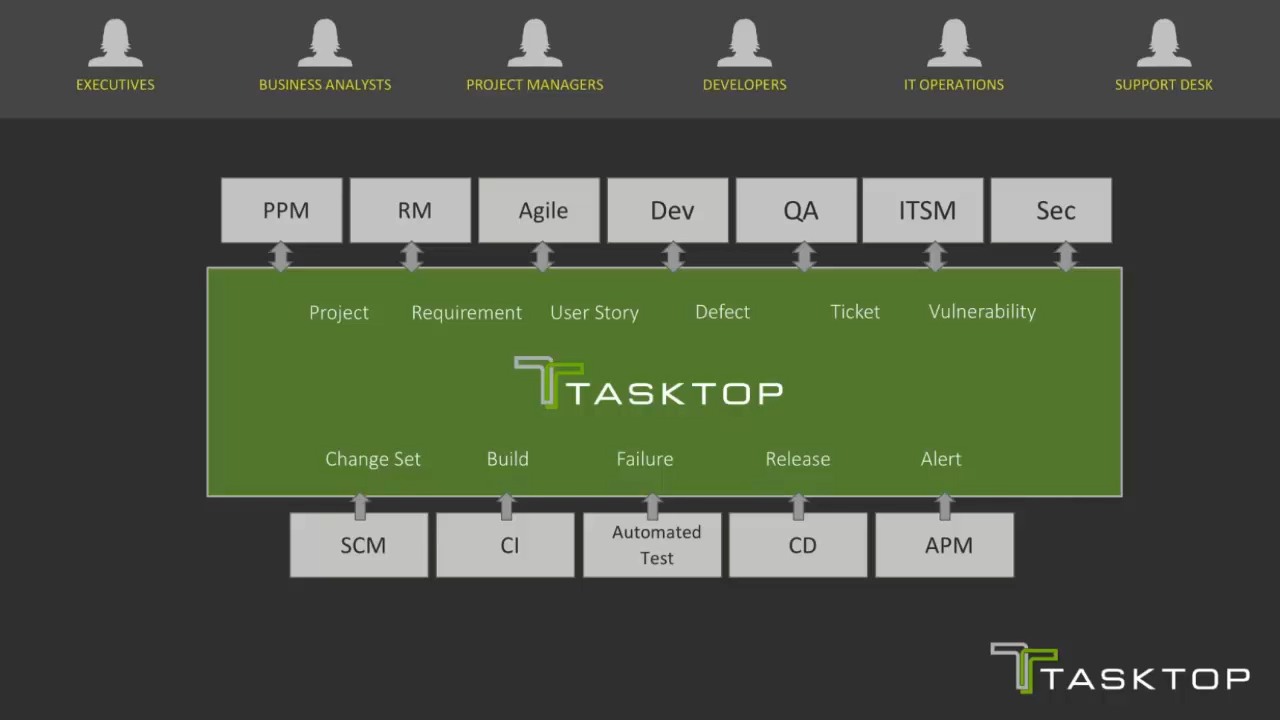 EXECUTIVES BUSINESS ANALYSTS PROJECT MANAGERS DEVELOPERS IT OPERATIONS SUPPORT DESK
PPM RM Agile Dev QA ITSM Sec
Project Requirement User Story Defect Ticket Vulnerability
TASKTOP
Change Set Build Failure Release Alert
SCM CI Automated Test CD APM
TASKTOP